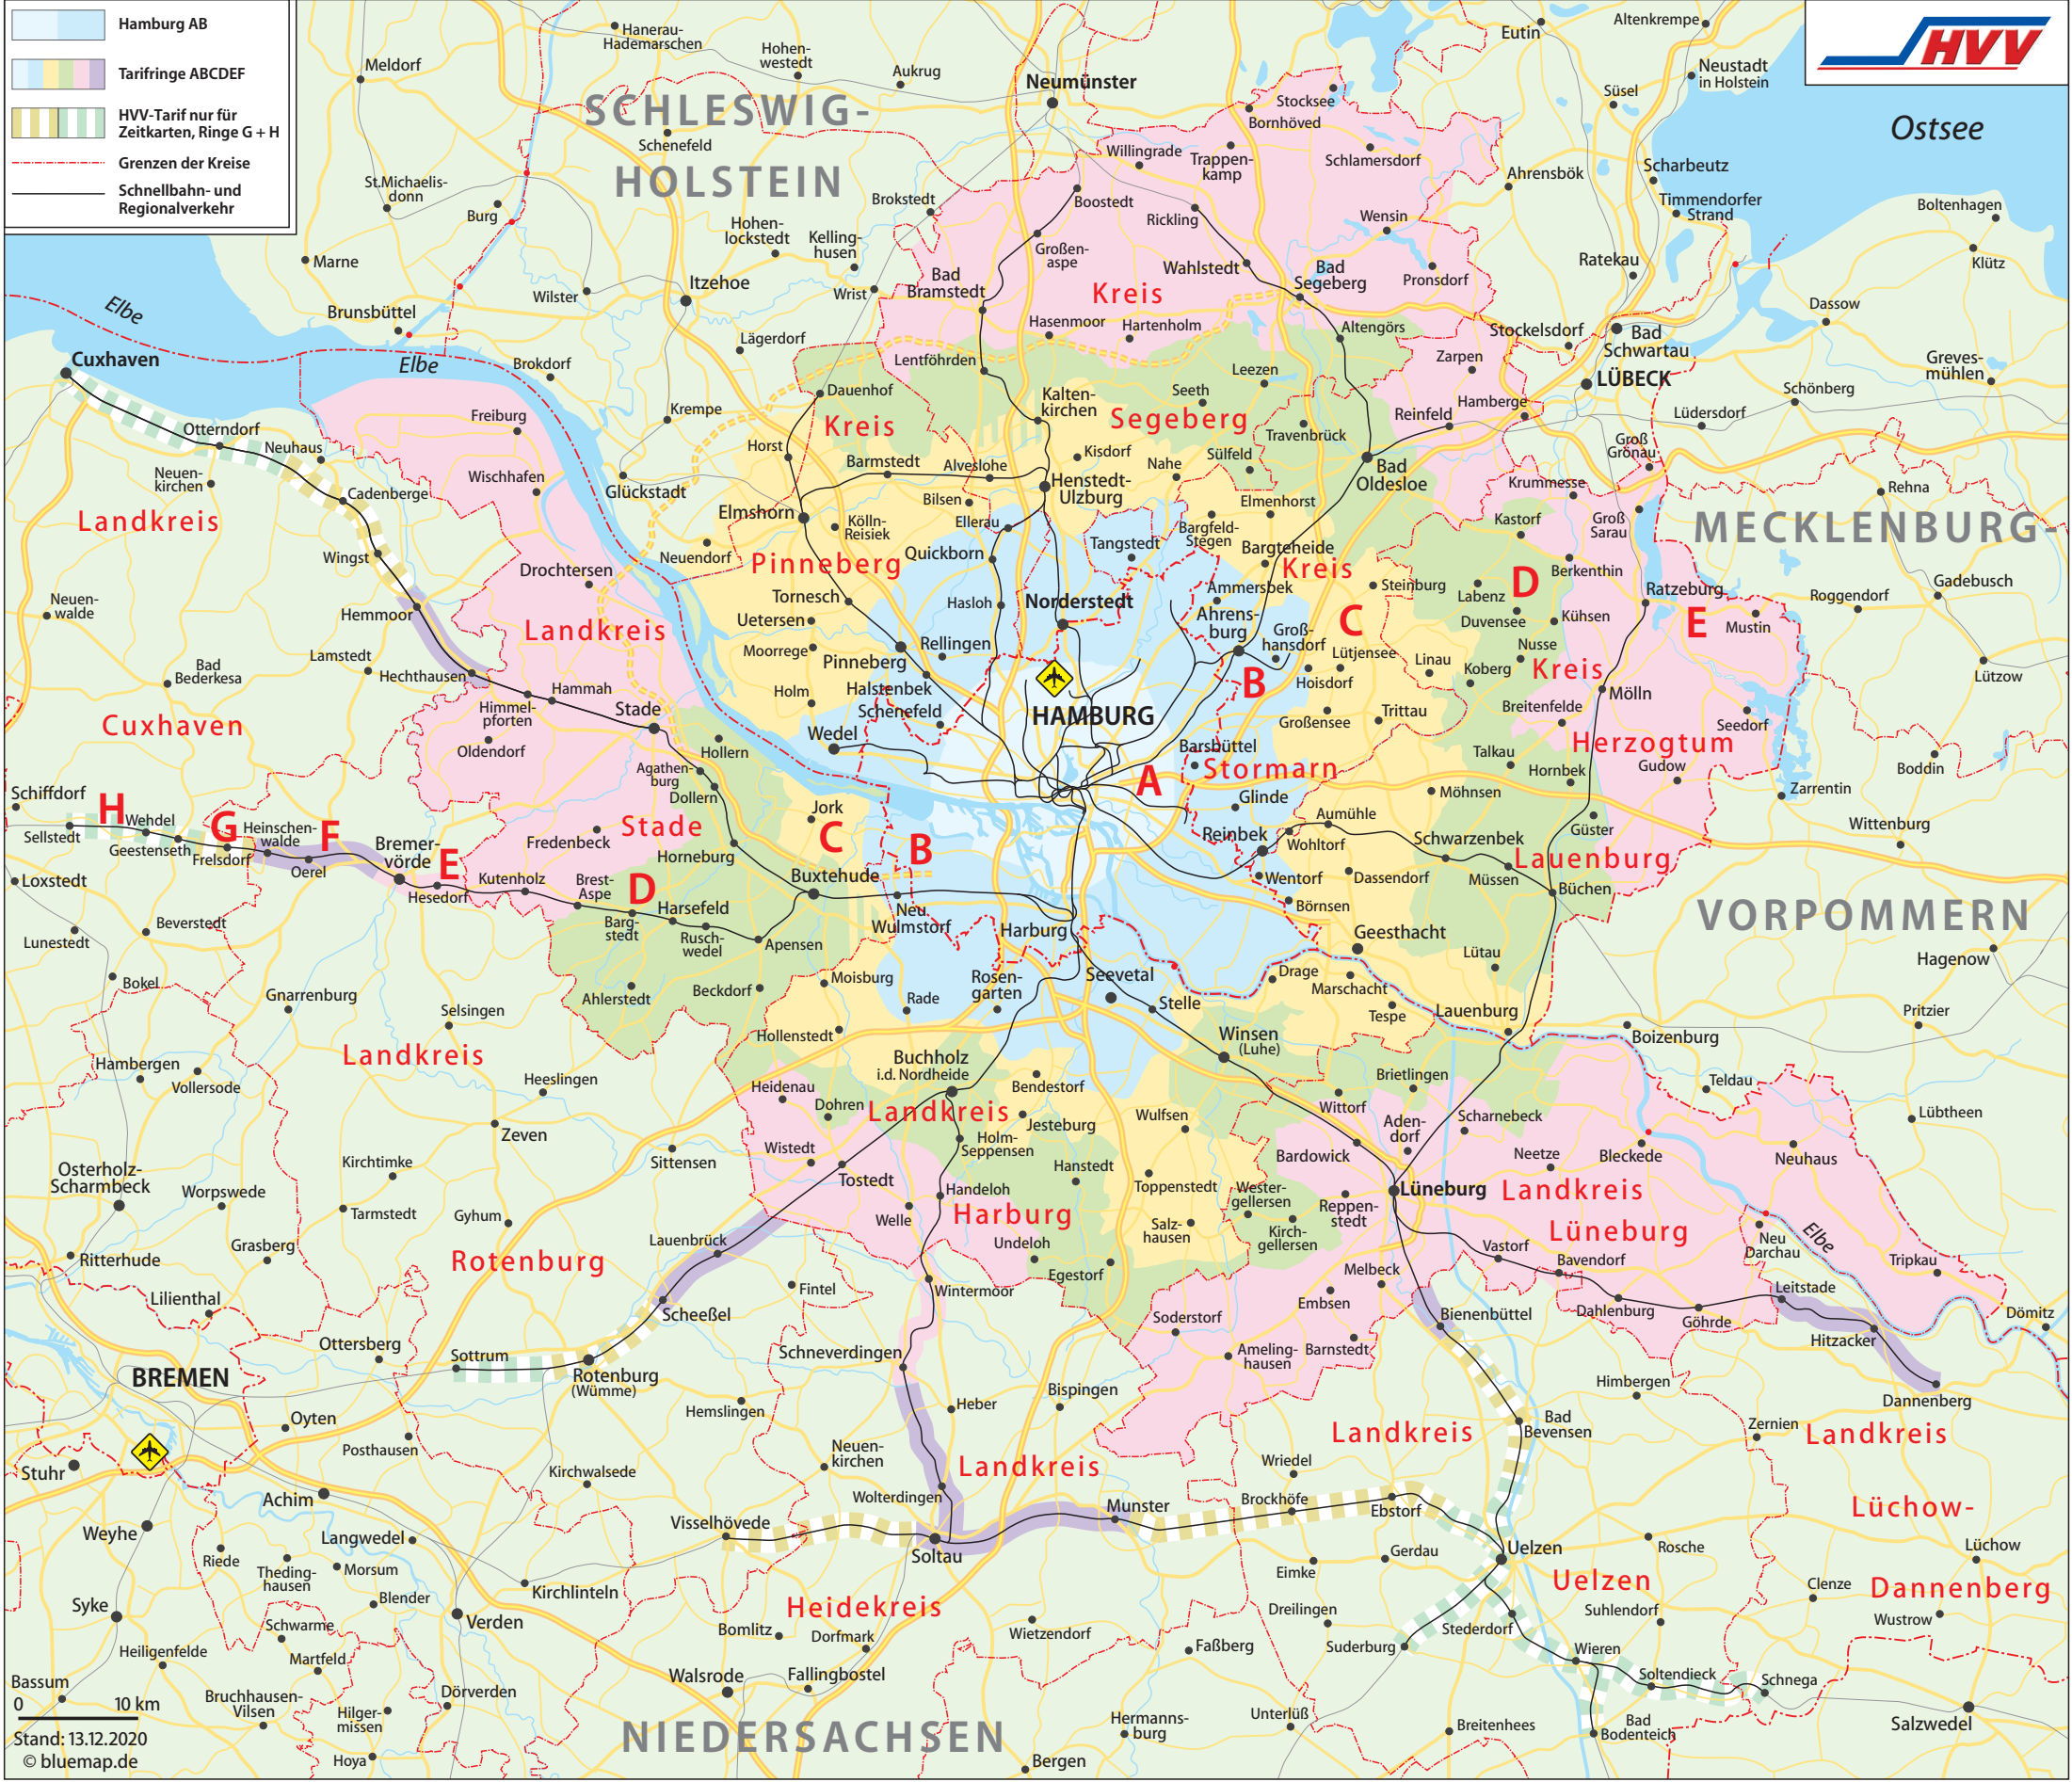 Hamburg AB
Tarifringe ABCDEF
HVV-Tarif nur für
Zeitkarten, Ringe G + H
Grenzen der Kreise
Schnellbahn- und
Regionalverkehr
HVV
Ostsee
SCHLESWIG-
HOLSTEIN
MECKLENBURG-
VORPOMMERN
NIEDERSACHSEN
Hanerau-
Hademarschen
Hohen-
westedt
Aukrug
Neumünster
Meldorf
Schenefeld
St.Michaelis-
donn
Burg
Marne
Brunsbüttel
Wilster
Itzehoe
Hohen-
lockstedt
Kelling-
husen
Brokstedt
Wrist
Lägerdorf
Brokdorf
Krempe
Glückstadt
Eutin
Altenkrempe
Neustadt
in Holstein
Süsel
Stocksee
Bornhöved
Schlamersdorf
Willingrade
Trappen-
kamp
Ahrensbök
Scharbeutz
Timmendorfer
Strand
Boltenhagen
Klütz
Ratekau
Dassow
Boostedt
Rickling
Wensin
Großen-
aspe
Wahlstedt
Bad
Segeberg
Pronsdorf
Bad
Bramstedt
Kreis
Hasenmoor
Hartenholm
Altengörs
Stockelsdorf
Bad
Schwartau
Zarpen
LÜBECK
Greves-
mühlen
Schönberg
Lüdersdorf
Lentföhrden
Leezen
Seeth
Segeberg
Kalten-
kirchen
Dauenhof
Kreis
Pinneberg
Horst
Barmstedt
Alveslohe
Kisdorf
Nahe
Sülfeld
Travenbrück
Reinfeld
Hamberge
Groß
Grönau
Bad
Oldesloe
Henstedt-
Ulzburg
Bilsen
Ellerau
Elmshorn
Kölln-
Reisiek
Quickborn
Neuendorf
Tornesch
Uetersen
Moorrege
Pinneberg
Rellingen
Hasloh
Norderstedt
Tangstedt
Bargfeld-
Stegen
Elmenhorst
Bargteheide
Kreis
Stormarn
Ammersbek
Ahrens-
burg
Groß-
hansdorf
Steinburg
Lütjensee
Hoisdorf
Linau
Großensee
Trittau
Krummesse
Rehna
Kastorf
Groß
Sarau
Berkenthin
Labenz
Duvensee
Kühsen
Ratzeburg
Mustin
Nusse
Koberg
Kreis
Herzogtum
Lauenburg
Mölln
Breitenfelde
Seedorf
Talkau
Hornbek
Gudow
Güster
Möhnsen
Gadebusch
Roggendorf
Lützow
Boddin
Zarrentin
Wittenburg
Hagenow
Pritzier
Lübtheen
Boizenburg
Teldau
Holm
Halstenbek
Schenefeld
Wedel
HAMBURG
Barsbüttel
Glinde
Reinbek
Aumühle
Wohltorf
Wentorf
Dassendorf
Schwarzenbek
Müssen
Büchen
Börnsen
Geesthacht
Lütau
Drage
Marschacht
Tespe
Lauenburg
Cuxhaven
Elbe
Elbe
Elbe
Otterndorf
Neuhaus
Neuen-
kirchen
Cadenberge
Landkreis
Cuxhaven
Wingst
Neuen-
walde
Hemmoor
Lamstedt
Bad
Bederkesa
Hechthausen
Freiburg
Wischhafen
Drochtersen
Landkreis
Stade
Himmel-
pforten
Hammah
Stade
Oldendorf
Hollern
Agathen-
burg
Dollern
Jork
Fredenbeck
Horneburg
Buxtehude
Schiffdorf
Sellstedt
Wehdel
Geestenseth
Frelsdorf
Heinschen-
walde
Oerel
Bremer-
vörde
Hesedorf
Kutenholz
Brest-
Aspe
Barg-
stedt
Harsefeld
Rusch-
wedel
Apensen
Neu
Wulmstorf
Harburg
Seevetal
Rosen-
garten
Rade
Stelle
Winsen
(Luhe)
A
B
B
C
C
D
D
E
E
F
G
H
Loxstedt
Beverstedt
Lunestedt
Bokel
Gnarrenburg
Selsingen
Ahlerstedt
Beckdorf
Moisburg
Hollenstedt
Buchholz
i.d. Nordheide
Bendestorf
Landkreis
Harburg
Hambergen
Vollersode
Landkreis
Rotenburg
Heeslingen
Zeven
Heidenau
Dohren
Wistedt
Tostedt
Holm-
Seppensen
Jesteburg
Wulfsen
Hanstedt
Handeloh
Welle
Undeloh
Egestorf
Toppenstedt
Salz-
hausen
Wester-
gellersen
Kirch-
gellersen
Reppen-
stedt
Brietlingen
Wittorf
Aden-
dorf
Scharnebeck
Bardowick
Lüneburg
Landkreis
Lüneburg
Neetze
Bleckede
Neuhaus
Neu
Darchau
Tripkau
Vastorf
Bavendorf
Leitstade
Dahlenburg
Göhrde
Hitzacker
Dömitz
Dannenberg
Osterholz-
Scharmbeck
Worpswede
Kirchtimke
Tarmstedt
Sittensen
Gyhum
Grasberg
Ritterhude
Lilienthal
Lauenbrück
Fintel
Scheeßel
Ottersberg
Sottrum
Rotenburg
(Wümme)
Wintermoor
Schneverdingen
Melbeck
Embsen
Soderstorf
Ameling-
hausen
Barnstedt
Bienenbüttel
BREMEN
Oyten
Posthausen
Hemslingen
Heber
Bispingen
Himbergen
Bad
Bevensen
Zernien
Landkreis
Lüchow-
Dannenberg
Landkreis
Uelzen
Stuhr
Achim
Kirchwalsede
Neuen-
kirchen
Landkreis
Heidekreis
Wolterdingen
Wriedel
Brockhöfe
Ebstorf
Munster
Visselhövede
Soltau
Weyhe
Langwedel
Riede
Theding-
hausen
Morsum
Blender
Kirchlinteln
Syke
Verden
Schwarme
Heiligenfelde
Martfeld
Bomlitz
Dorfmark
Wietzendorf
Faßberg
Gerdau
Eimke
Uelzen
Rosche
Lüchow
Clenze
Wustrow
Dreilingen
Suhlendorf
Stederdorf
Suderburg
Wieren
Soltendieck
Schnega
Walsrode
Fallingbostel
Dörverden
Bassum
Bruchhausen-
Vilsen
Hilger-
missen
Hoya
Hermanns-
burg
Bergen
Unterlüß
Breitenhees
Bad
Bodenteich
Salzwedel
0 10 km
Stand: 13.12.2020
© bluemap.de